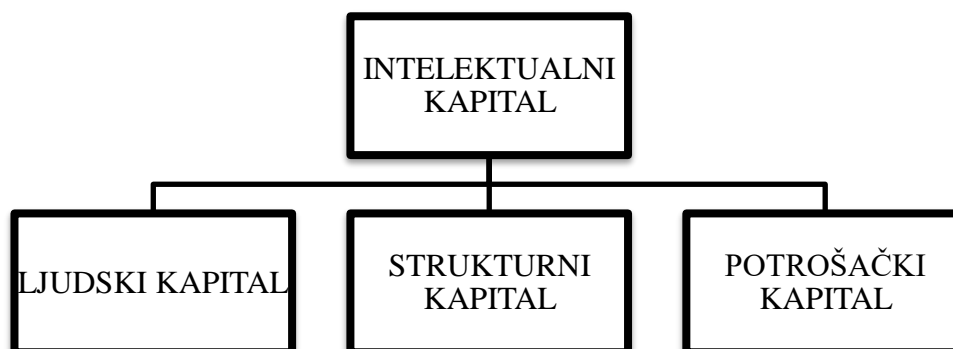 INTELEKTUALNI
KAPITAL
LJUDSKI KAPITAL
STRUKTURNI
KAPITAL
POTROŠAČKI
KAPITAL